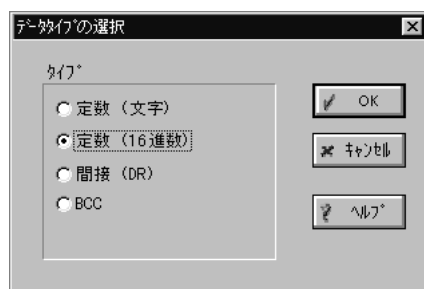 ﾃﾞｰﾀﾀｲﾌﾟの選択
ﾀｲﾌﾟ
定数（文字）
定数（16進数）
間接（DR）
BCC
OK
ｷｬﾝｾﾙ
ﾍﾙﾌﾟ